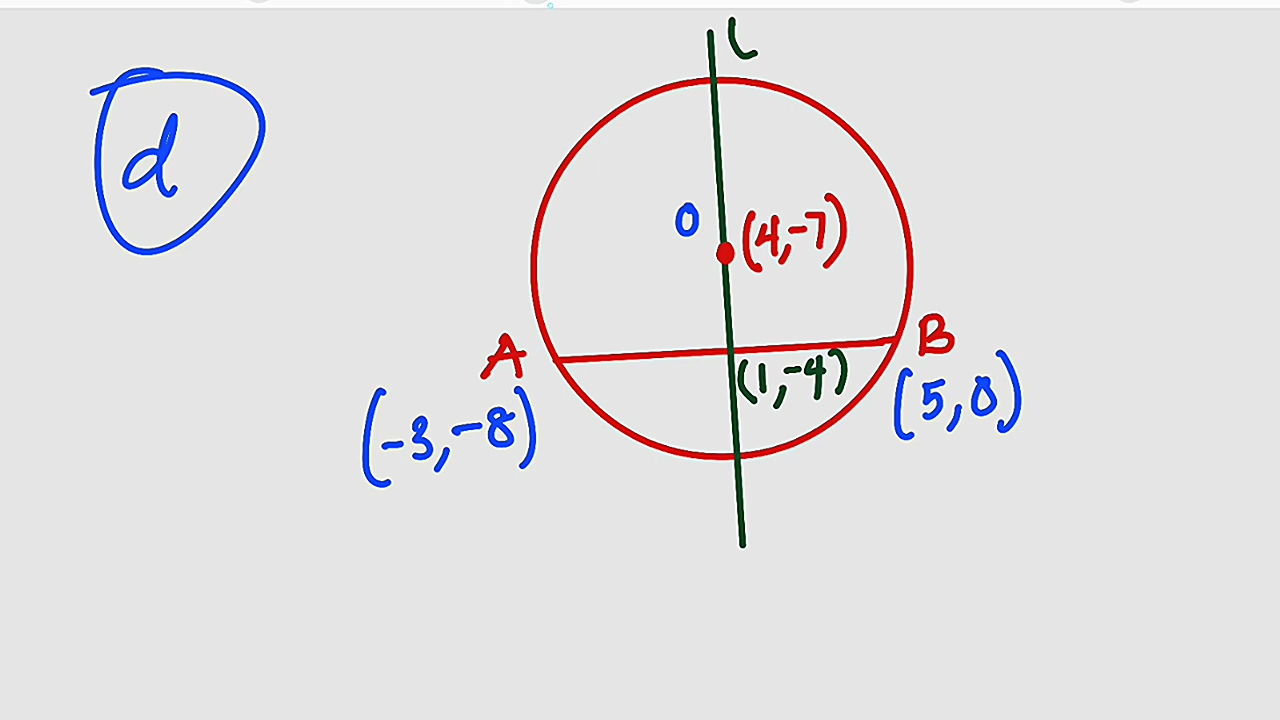 L
d
O
(4,-7)
A
B
(1,-4)
(5,0)
(-3,-8)